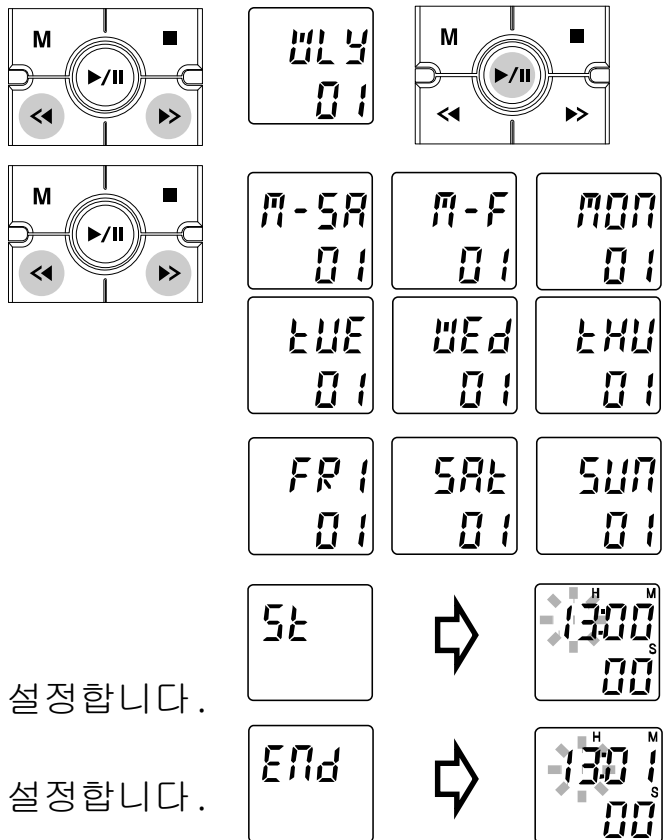 M ■ WLY M ■
▶/II 01 ▶/II
◀◀ ▶▶ ◀◀ ▶▶
M ■
▶/II
◀◀ ▶▶
M-SA M-F MON
01 01 01
tUE WEd tHU
01 01 01
FRI SAt SUN
01 01 01
H M
St 13:00
S
00
설정합니다.
H M
ENd 13:01
S
설정합니다. 00